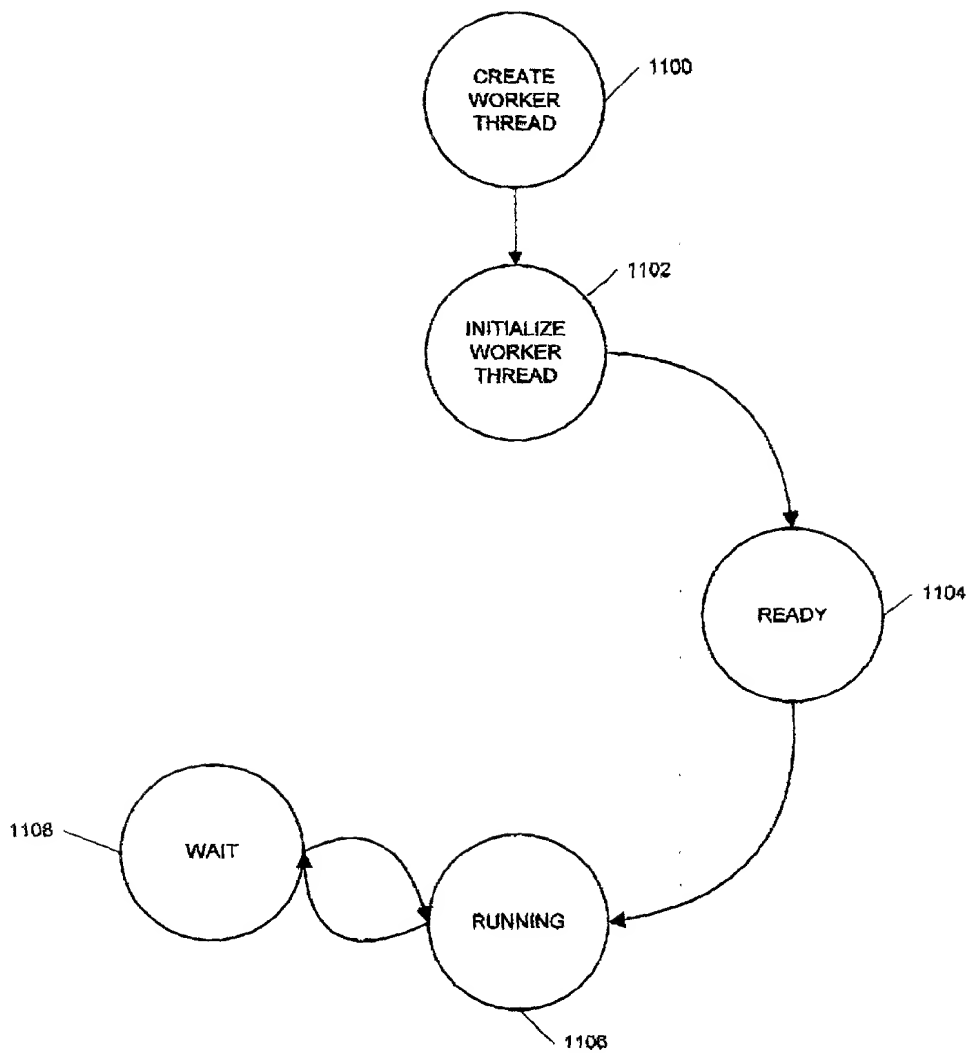 CREATE
WORKER
THREAD
1100
1102
INITIALIZE
WORKER
THREAD
1104
READY
1108
WAIT
RUNNING
1106